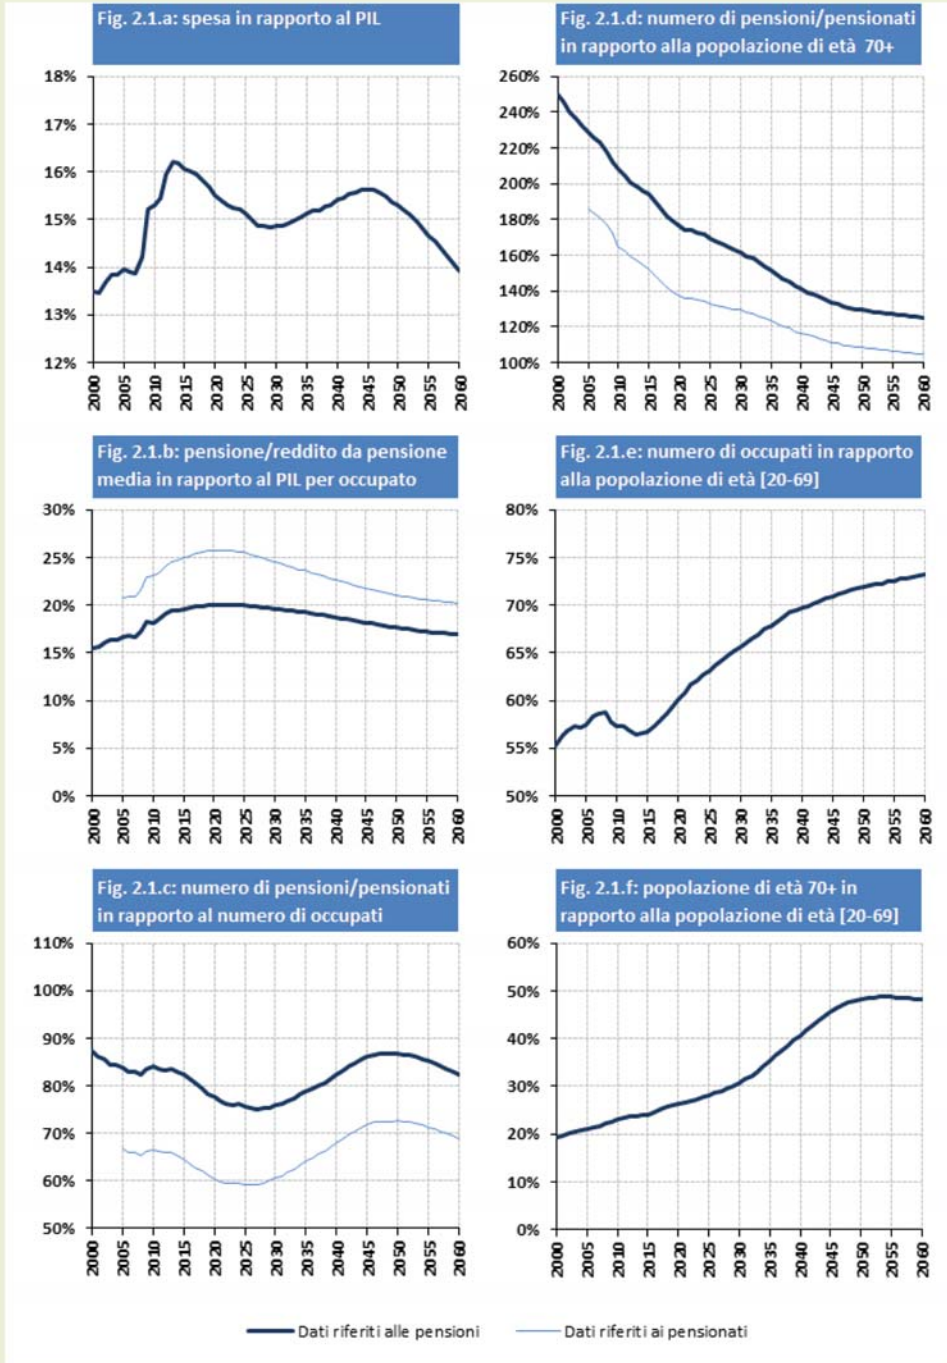 Fig. 2.1.a: spesa in rapporto al PIL
18%
17%
16%
15%
14%
13%
12%
2000 2005 2010 2015 2020 2025 2030 2035 2040 2045 2050 2055 2060
Fig. 2.1.d: numero di pensioni/pensionati
in rapporto alla popolazione di età 70+
260%
240%
220%
200%
180%
160%
140%
120%
100%
2000 2005 2010 2015 2020 2025 2030 2035 2040 2045 2050 2055 2060
Fig. 2.1.b: pensione/reddito da pensione
media in rapporto al PIL per occupato
30%
25%
20%
15%
10%
5%
0%
2000 2005 2010 2015 2020 2025 2030 2035 2040 2045 2050 2055 2060
Fig. 2.1.e: numero di occupati in rapporto
alla popolazione di età [20-69]
80%
75%
70%
65%
60%
55%
50%
2000 2005 2010 2015 2020 2025 2030 2035 2040 2045 2050 2055 2060
Fig. 2.1.c: numero di pensioni/pensionati
in rapporto al numero di occupati
110%
100%
90%
80%
70%
60%
50%
2000 2005 2010 2015 2020 2025 2030 2035 2040 2045 2050 2055 2060
Fig. 2.1.f: popolazione di età 70+ in
rapporto alla popolazione di età [20-69]
60%
50%
40%
30%
20%
10%
0%
2000 2005 2010 2015 2020 2025 2030 2035 2040 2045 2050 2055 2060
Dati riferiti alle pensioni
Dati riferiti ai pensionati